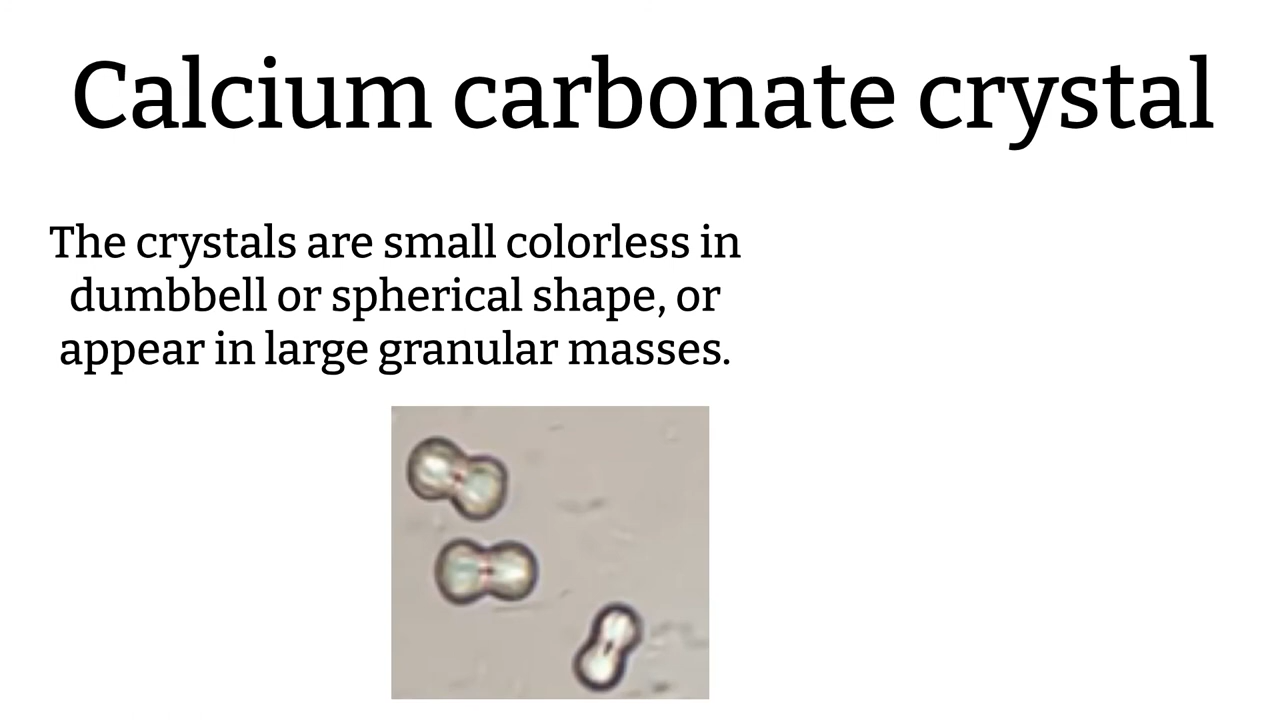 Calcium carbonate crystal
The crystals are small colorless in
dumbbell or spherical shape, or
appear in large granular masses.